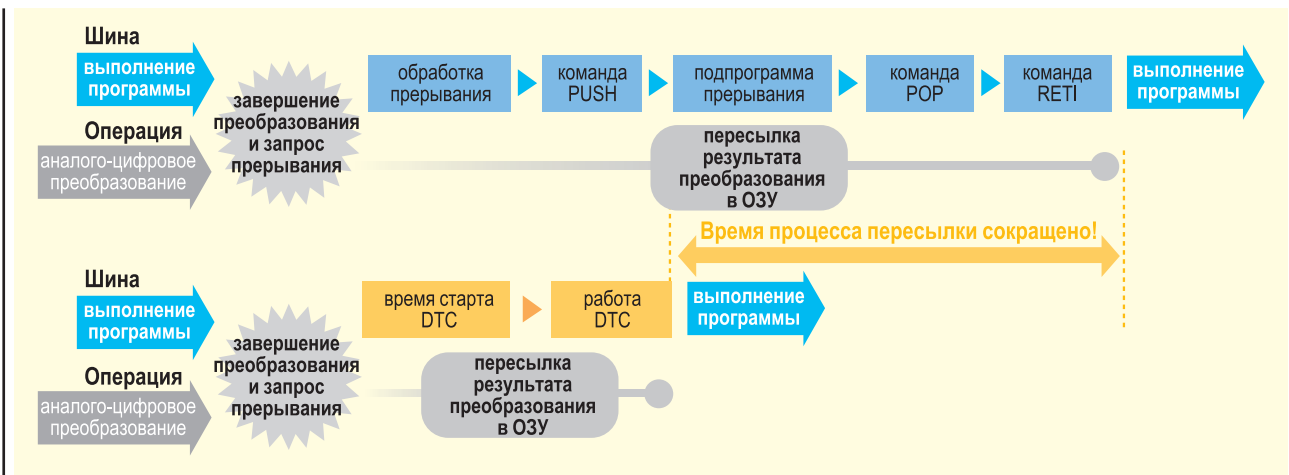 Шина
выполнение
программы
Операция
аналого-цифровое
преобразование
завершение
преобразования
и запрос
прерывания
обработка
прерывания
команда
PUSH
подпрограмма
прерывания
команда
POP
команда
RETI
выполнение
программы
пересылка
результата
преобразования
в ОЗУ
Время процесса пересылки сокращено!
Шина
выполнение
программы
Операция
аналого-цифровое
преобразование
завершение
преобразования
и запрос
прерывания
время старта
DTC
работа
DTC
выполнение
программы
пересылка
результата
преобразования
в ОЗУ